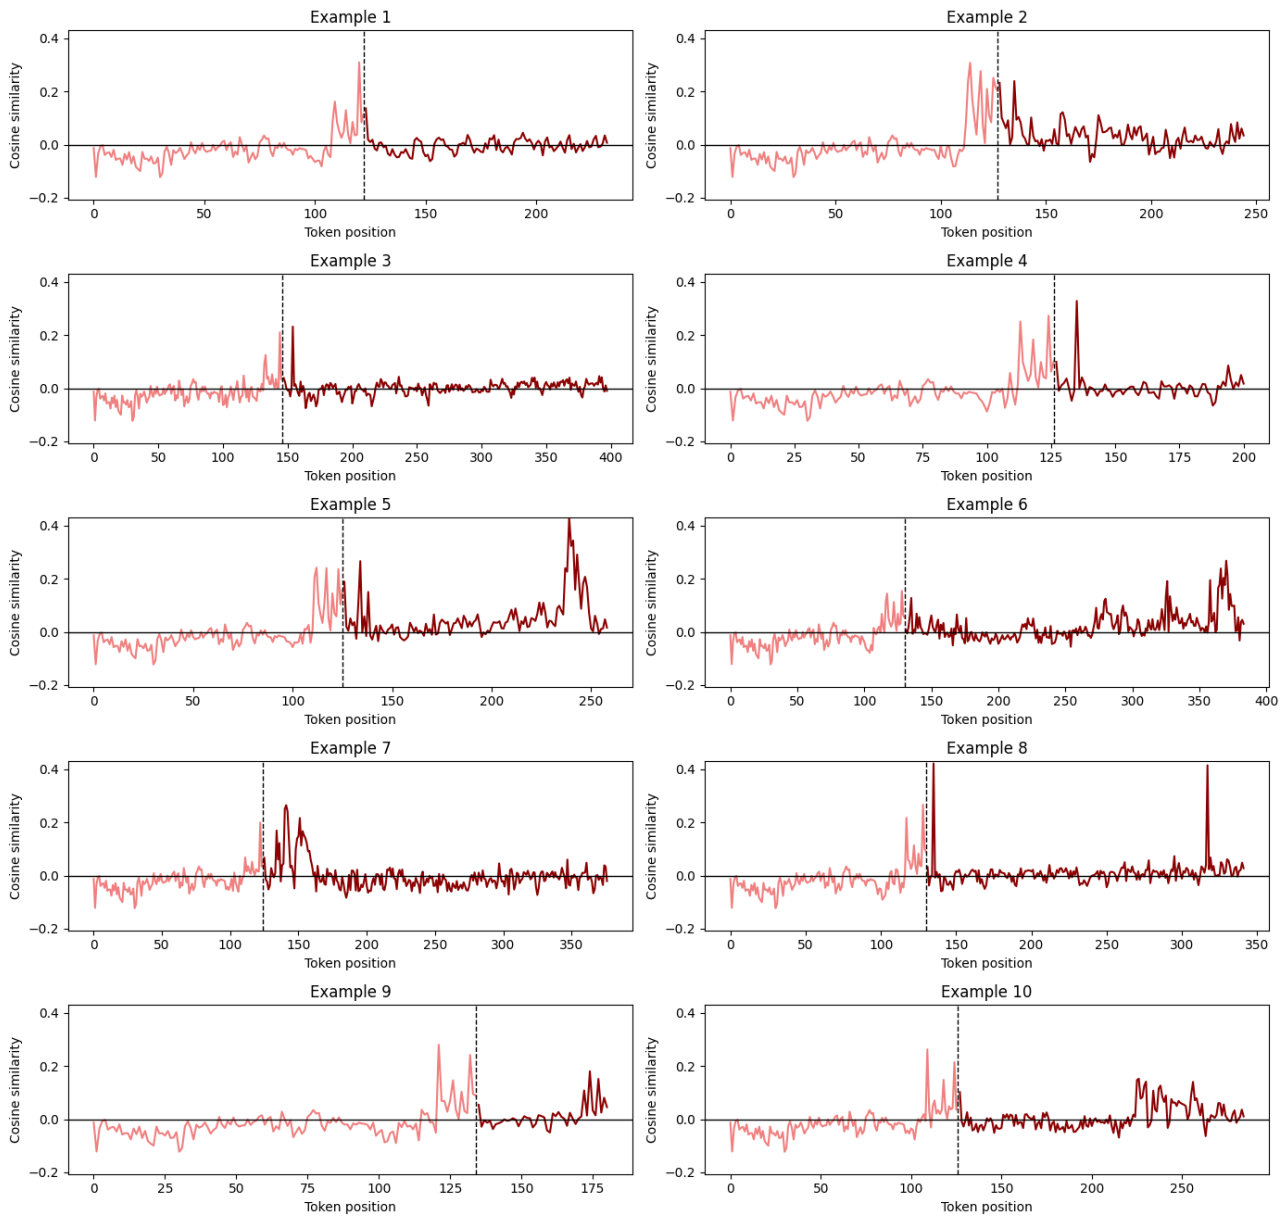 Example 1
Cosine similarity
0.4
0.2
0.0
−0.2
0 50 100 150 200
Token position
Example 2
Cosine similarity
0.4
0.2
0.0
−0.2
0 50 100 150 200 250
Token position
Example 3
Cosine similarity
0.4
0.2
0.0
−0.2
0 50 100 150 200 250 300 350 400
Token position
Example 4
Cosine similarity
0.4
0.2
0.0
−0.2
0 25 50 75 100 125 150 175 200
Token position
Example 5
Cosine similarity
0.4
0.2
0.0
−0.2
0 50 100 150 200 250
Token position
Example 6
Cosine similarity
0.4
0.2
0.0
−0.2
0 50 100 150 200 250 300 350 400
Token position
Example 7
Cosine similarity
0.4
0.2
0.0
−0.2
0 50 100 150 200 250 300 350
Token position
Example 8
Cosine similarity
0.4
0.2
0.0
−0.2
0 50 100 150 200 250 300 350
Token position
Example 9
Cosine similarity
0.4
0.2
0.0
−0.2
0 25 50 75 100 125 150 175
Token position
Example 10
Cosine similarity
0.4
0.2
0.0
−0.2
0 50 100 150 200 250
Token position